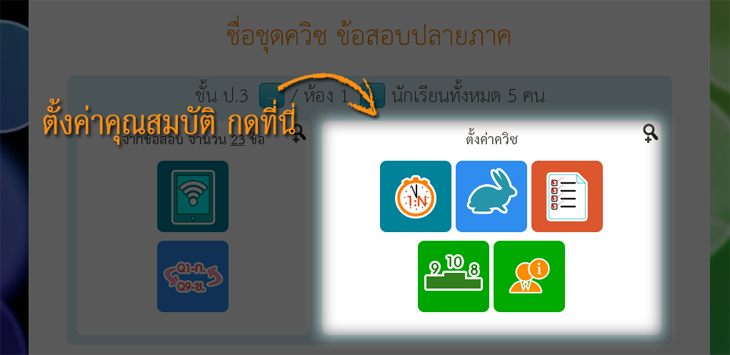 ชื่อชุดควิช ข้อสอบปลายภาค
ชั้น ป.3 / ห้อง 1 นักเรียนทั้งหมด 5 คน
ตั้งค่าคุณสมบัติ กดที่นี่
จากข้อสอบ จำนวน 23 ข้อ
ตั้งค่าควิช
1:N
9 10 8
i